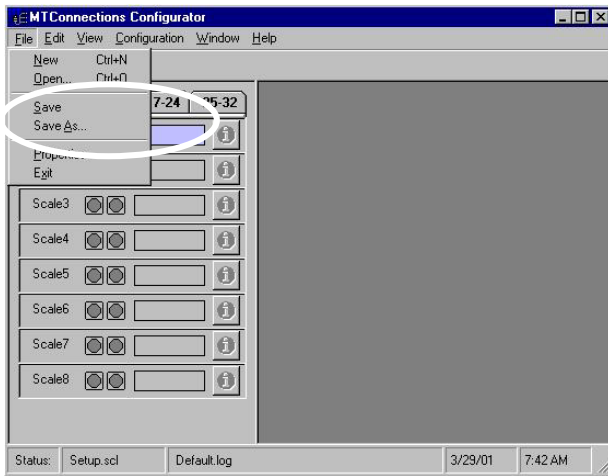 MTConnections Configurator
File Edit View Configuration Window Help
New Ctrl+N
Open... Ctrl+O
Save
Save As...
Exit
7-24
25-32
Scale3
Scale4
Scale5
Scale6
Scale7
Scale8
Status: Setup.scl Default.log 3/29/01 7:42 AM